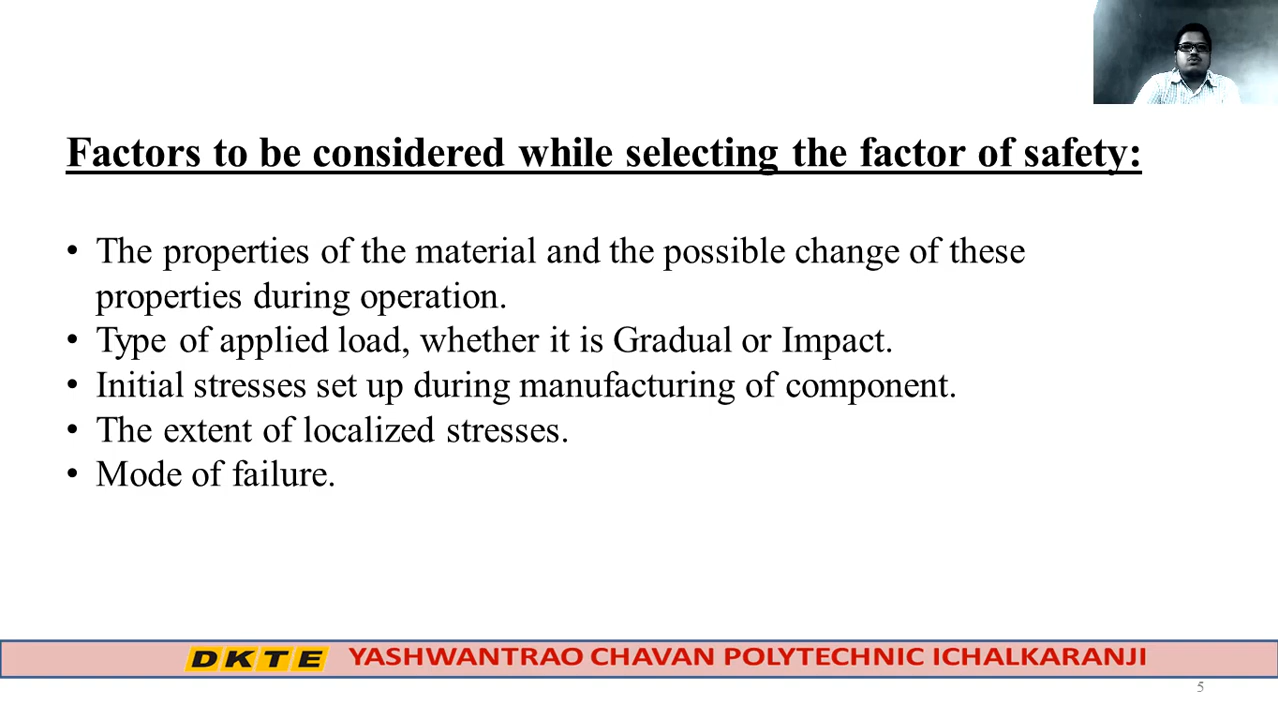 Factors to be considered while selecting the factor of safety:
• The properties of the material and the possible change of these
properties during operation.
• Type of applied load, whether it is Gradual or Impact.
• Initial stresses set up during manufacturing of component.
• The extent of localized stresses.
• Mode of failure.
DKTE YASHWANTRAO CHAVAN POLYTECHNIC ICHALKARANJI
5